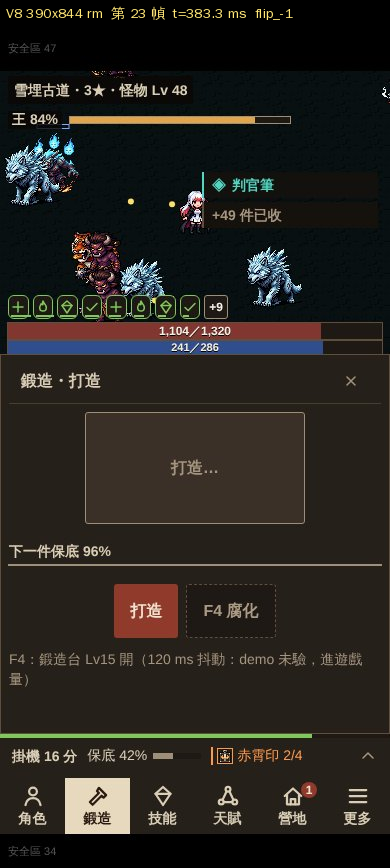 V8 390x844 rm 第 23 幀 t=383.3 ms flip_-1
安全區 47
雪埋古道・3★・怪物 Lv 48
王 84%
◈ 判官筆
+49 件已收
+9
1,104／1,320
241／286
鍛造・打造
×
打造…
下一件保底 96%
打造
F4 腐化
F4：鍛造台 Lv15 開（120 ms 抖動：demo 未驗，進遊戲
量）
掛機 16 分 保底 42% 赤霄印 2/4
角色 鍛造 技能 天賦 營地 1 更多
安全區 34